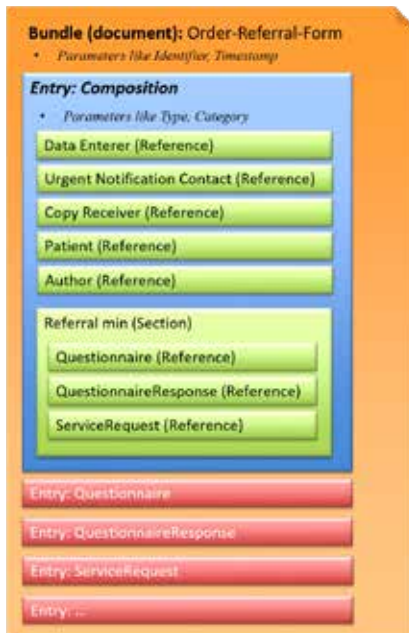 Bundle (document): Order-Referral-Form
• Parameters like Identifier, Timestamp
Entry: Composition
• Parameters like Type, Category
Data Enterer (Reference)
Urgent Notification Contact (Reference)
Copy Receiver (Reference)
Patient (Reference)
Author (Reference)
Referral min (Section)
Questionnaire (Reference)
QuestionnaireResponse (Reference)
ServiceRequest (Reference)
Entry: Questionnaire
Entry: QuestionnaireResponse
Entry: ServiceRequest
Entry: ...